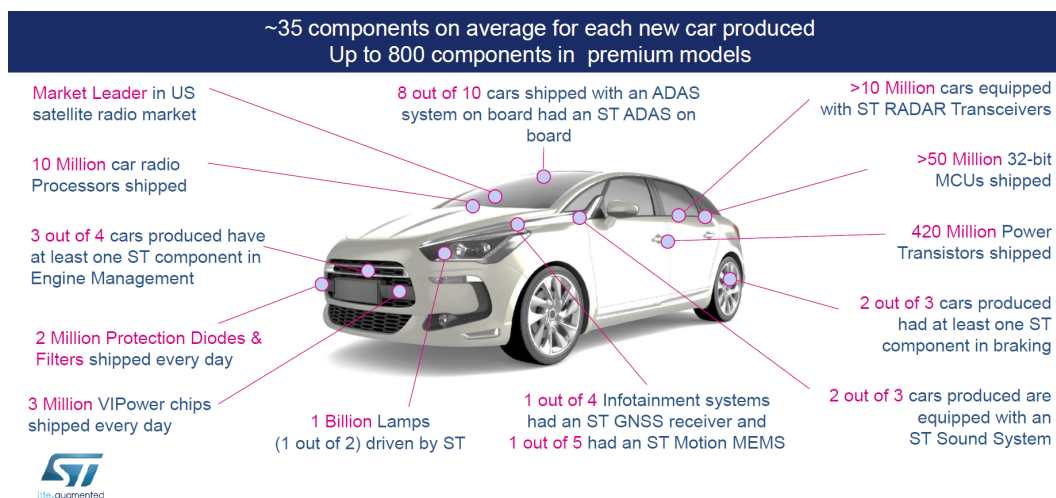 ~35 components on average for each new car produced
Up to 800 components in premium models
Market Leader in US
satellite radio market
8 out of 10 cars shipped with an ADAS
system on board had an ST ADAS on
board
>10 Million cars equipped
with ST RADAR Transceivers
10 Million car radio
Processors shipped
>50 Million 32-bit
MCUs shipped
3 out of 4 cars produced have
at least one ST component in
Engine Management
420 Million Power
Transistors shipped
2 Million Protection Diodes &
Filters shipped every day
2 out of 3 cars produced
had at least one ST
component in braking
3 Million VIPower chips
shipped every day
1 Billion Lamps
(1 out of 2) driven by ST
1 out of 4 Infotainment systems
had an ST GNSS receiver and
1 out of 5 had an ST Motion MEMS
2 out of 3 cars produced are
equipped with an
ST Sound System
ST
life.augmented